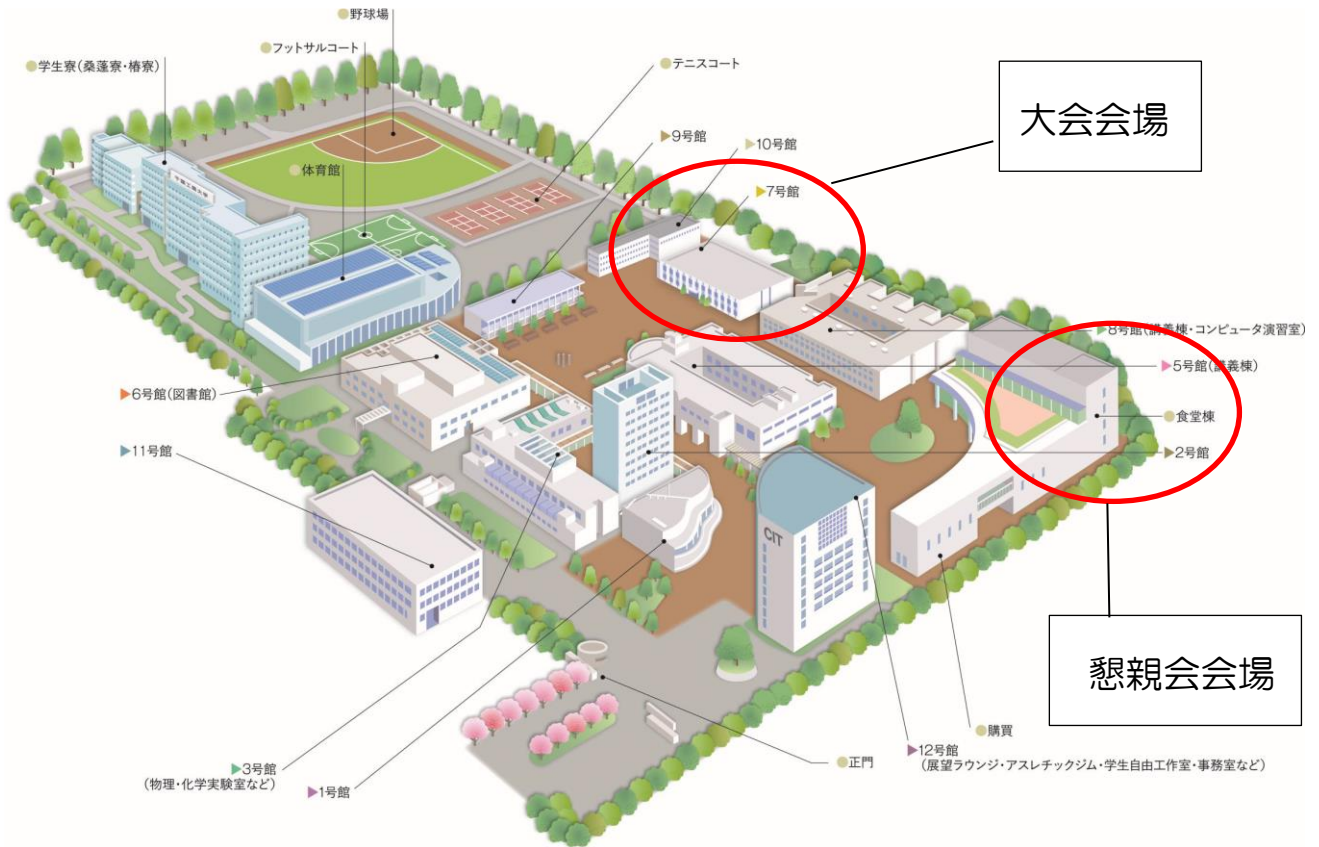 ●野球場
●フットサルコート
●学生寮(桑蓬寮・椿寮)
●テニスコート
大会会場
▶9号館
▶10号館
●体育館
▶7号館
千葉工業大学
▶8号館(講義棟・コンピュータ演習室)
▶5号館(講義棟)
▶6号館(図書館)
●食堂棟
▶11号館
▶2号館
CIT
懇親会会場
●購買
▶12号館
(展望ラウンジ・アスレチックジム・学生自由工作室・事務室など)
●正門
▶3号館
(物理・化学実験室など)
▶1号館